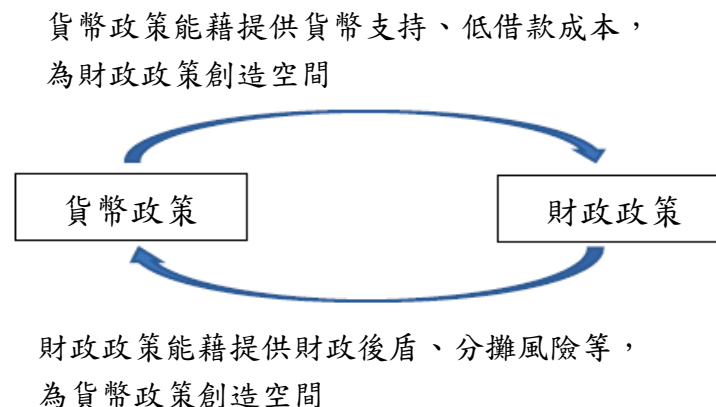 貨幣政策能藉提供貨幣支持、低借款成本，
為財政政策創造空間
貨幣政策
財政政策
財政政策能藉提供財政後盾、分攤風險等，
為貨幣政策創造空間